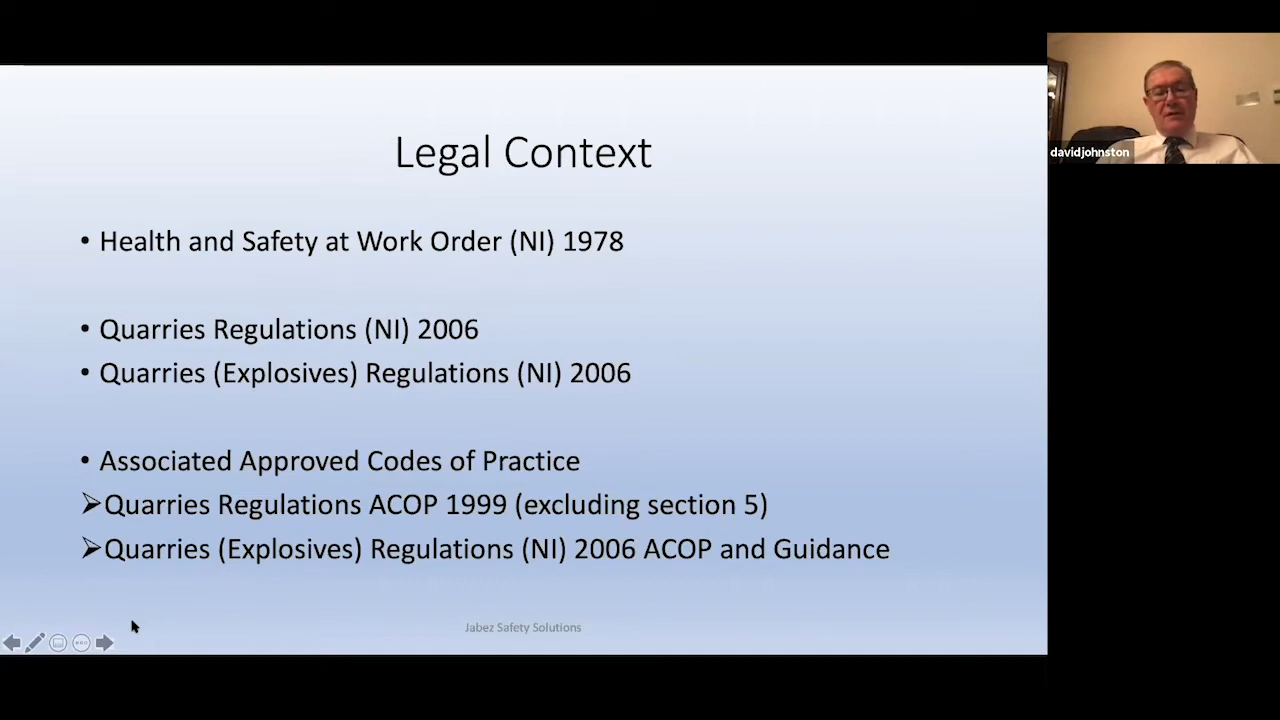 Legal Context
• Health and Safety at Work Order (NI) 1978
• Quarries Regulations (NI) 2006
• Quarries (Explosives) Regulations (NI) 2006
• Associated Approved Codes of Practice
➢Quarries Regulations ACOP 1999 (excluding section 5)
➢Quarries (Explosives) Regulations (NI) 2006 ACOP and Guidance
Jabez Safety Solutions
davidjohnston